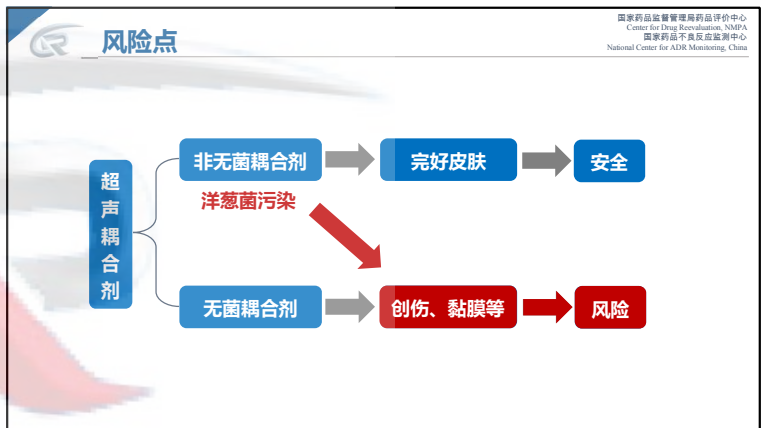 国家药品监督管理局药品评价中心
Center for Drug Reevaluation, NMPA
国家药品不良反应监测中心
National Center for ADR Monitoring, China
风险点
超声耦合剂
非无菌耦合剂
完好皮肤
安全
洋葱菌污染
无菌耦合剂
创伤、黏膜等
风险